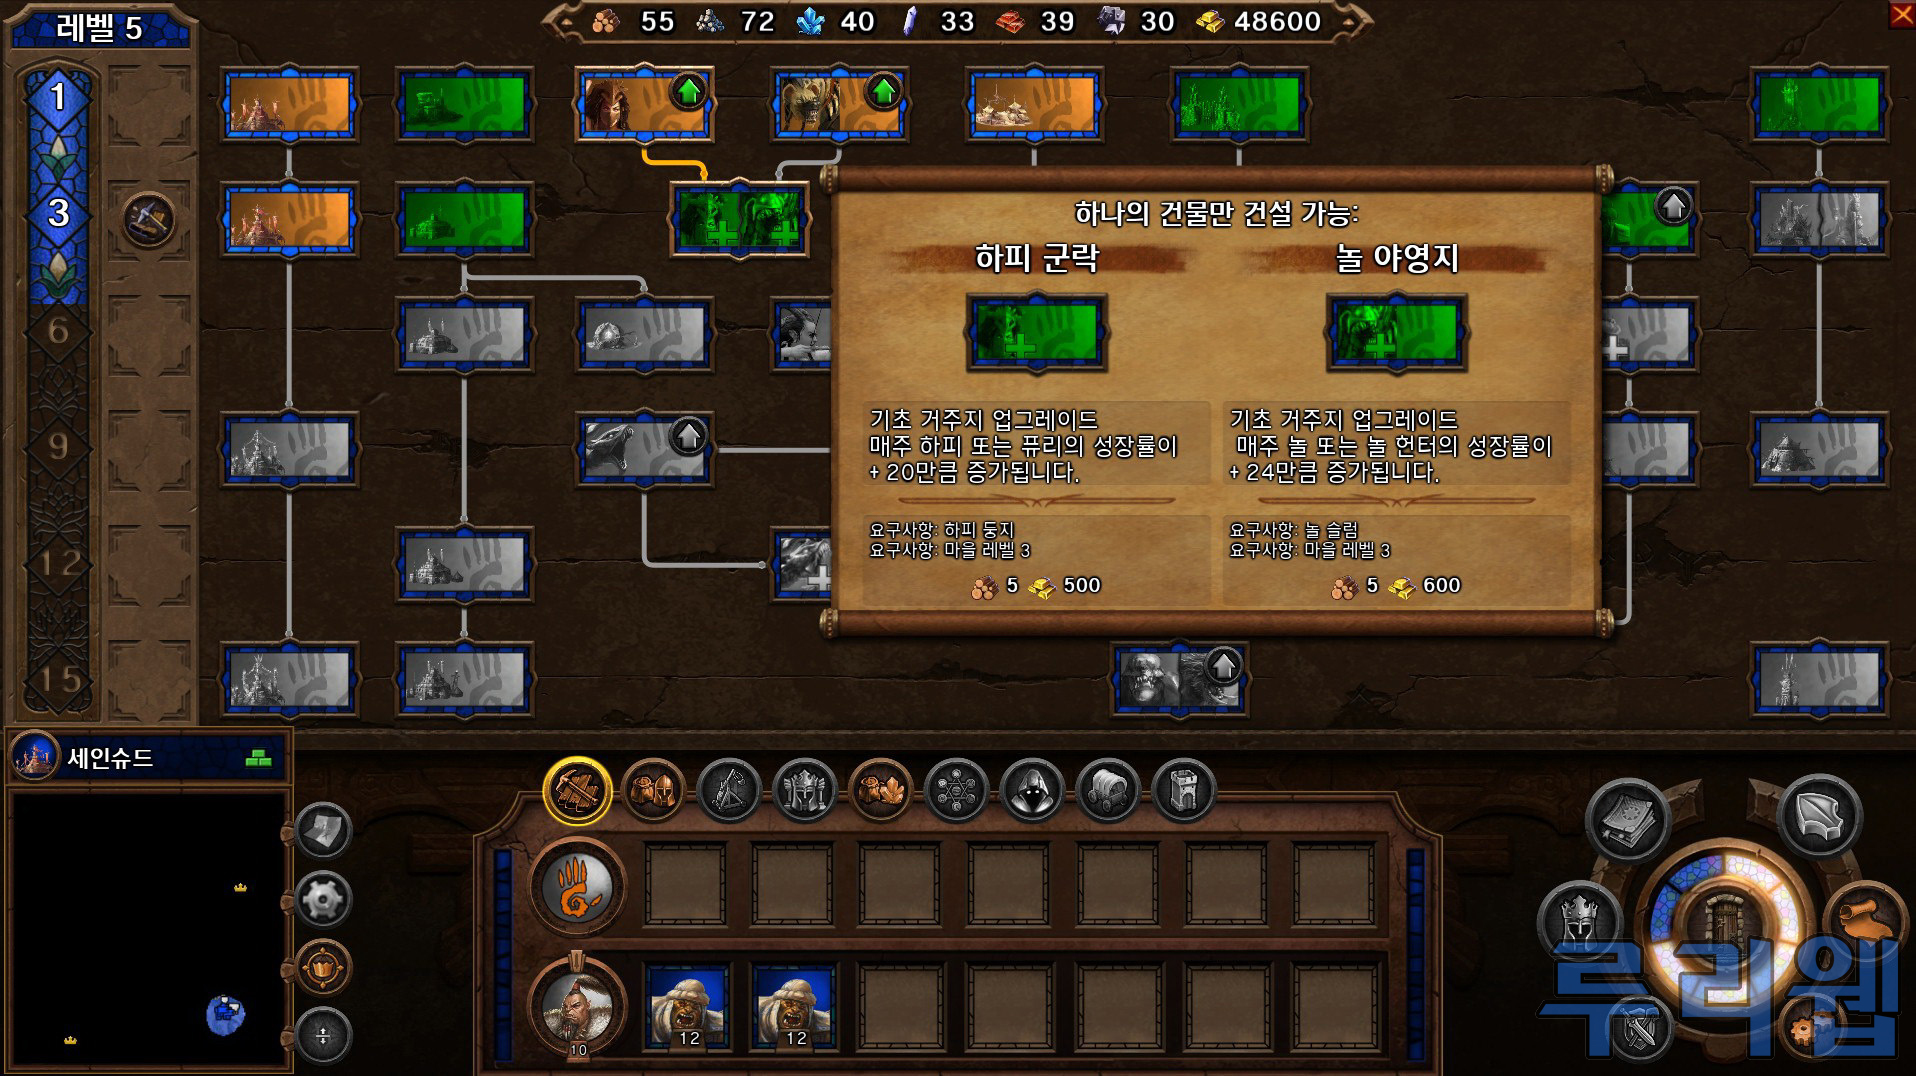 55 72 40 33 39 30 48600
레벨 5
1
3
6
9
12
15
하나의 건물만 건설 가능:
하피 군락
기초 거주지 업그레이드
매주 하피 또는 퓨리의 성장률이
+ 20만큼 증가됩니다.
요구사항: 하피 둥지
요구사항: 마을 레벨 3
5 500
놀 야영지
기초 거주지 업그레이드
매주 놀 또는 놀 헌터의 성장률이
+ 24만큼 증가됩니다.
요구사항: 놀 슬럼
요구사항: 마을 레벨 3
5 600
세인슈드
10
12
12
루리웹